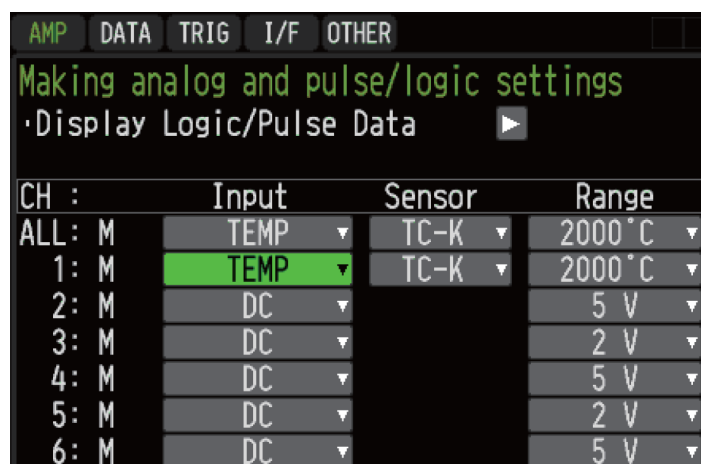 AMP DATA TRIG I/F OTHER
Making analog and pulse/logic settings
·Display Logic/Pulse Data
CH : Input Sensor Range
ALL: M TEMP TC-K 2000°C
1: M TEMP TC-K 2000°C
2: M DC 5 V
3: M DC 2 V
4: M DC 5 V
5: M DC 2 V
6: M DC 5 V